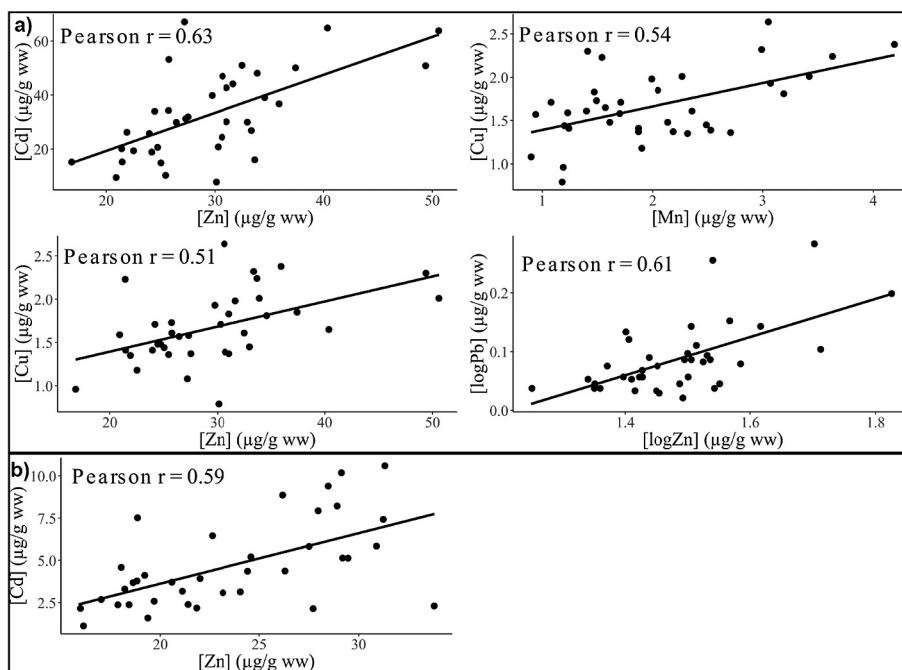 a)
Pearson r = 0.63
[Cd] (µg/g ww)
60
40
20
20
30
40
50
[Zn] (µg/g ww)
Pearson r = 0.54
[Cu] (µg/g ww)
2.5
2.0
1.5
1.0
1
2
3
4
[Mn] (µg/g ww)
Pearson r = 0.51
[Cu] (µg/g ww)
2.5
2.0
1.5
1.0
20
30
40
50
[Zn] (µg/g ww)
Pearson r = 0.61
[logPb] (µg/g ww)
0.3
0.2
0.1
0.0
1.4
1.6
1.8
[logZn] (µg/g ww)
b)
Pearson r = 0.59
[Cd] (µg/g ww)
10.0
7.5
5.0
2.5
20
25
30
[Zn] (µg/g ww)